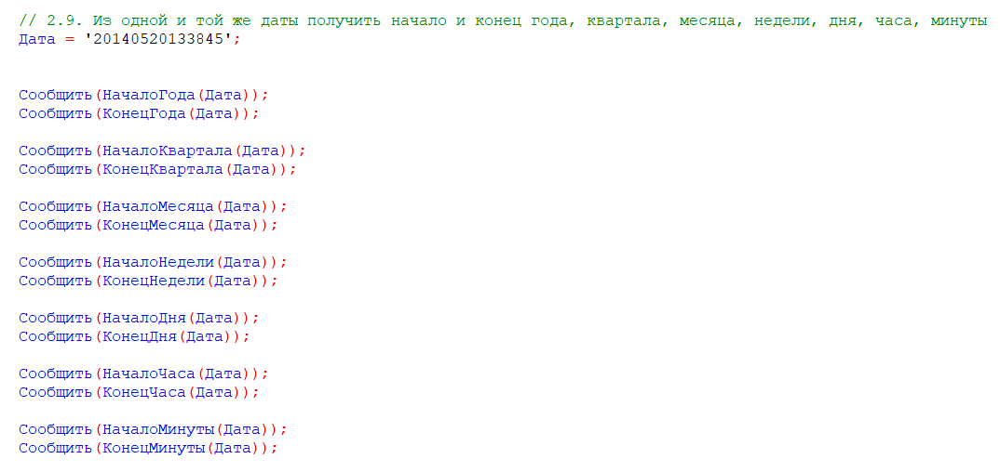 // 2.9. Из одной и той же даты получить начало и конец года, квартала, месяца, недели, дня, часа, минуты
Дата = '20140520133845';
Сообщить(НачалоГода(Дата));
Сообщить(КонецГода(Дата));
Сообщить(НачалоКвартала(Дата));
Сообщить(КонецКвартала(Дата));
Сообщить(НачалоМесяца(Дата));
Сообщить(КонецМесяца(Дата));
Сообщить(НачалоНедели(Дата));
Сообщить(КонецНедели(Дата));
Сообщить(НачалоДня(Дата));
Сообщить(КонецДня(Дата));
Сообщить(НачалоЧаса(Дата));
Сообщить(КонецЧаса(Дата));
Сообщить(НачалоМинуты(Дата));
Сообщить(КонецМинуты(Дата));